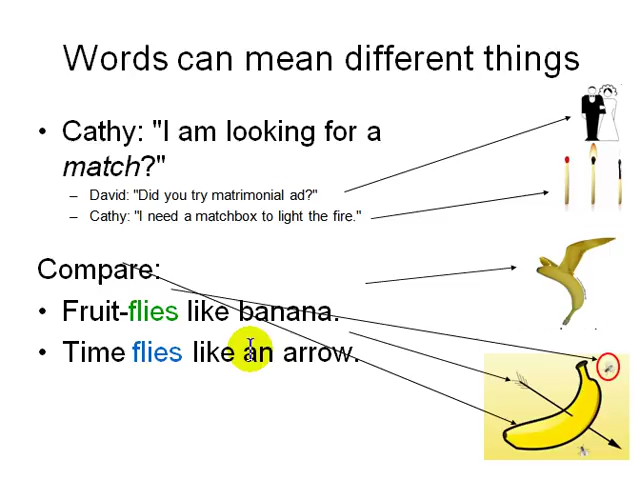 Words can mean different things
• Cathy: "I am looking for a
match?"
– David: "Did you try matrimonial ad?"
– Cathy: "I need a matchbox to light the fire."
Compare:
• Fruit-flies like banana.
• Time flies like an arrow.